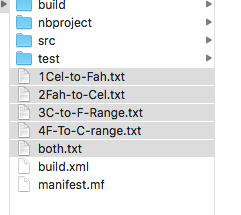 build
nbproject
src
test
1Cel-to-Fah.txt
2Fah-to-Cel.txt
3C-to-F-Range.txt
4F-To-C-range.txt
both.txt
build.xml
manifest.mf